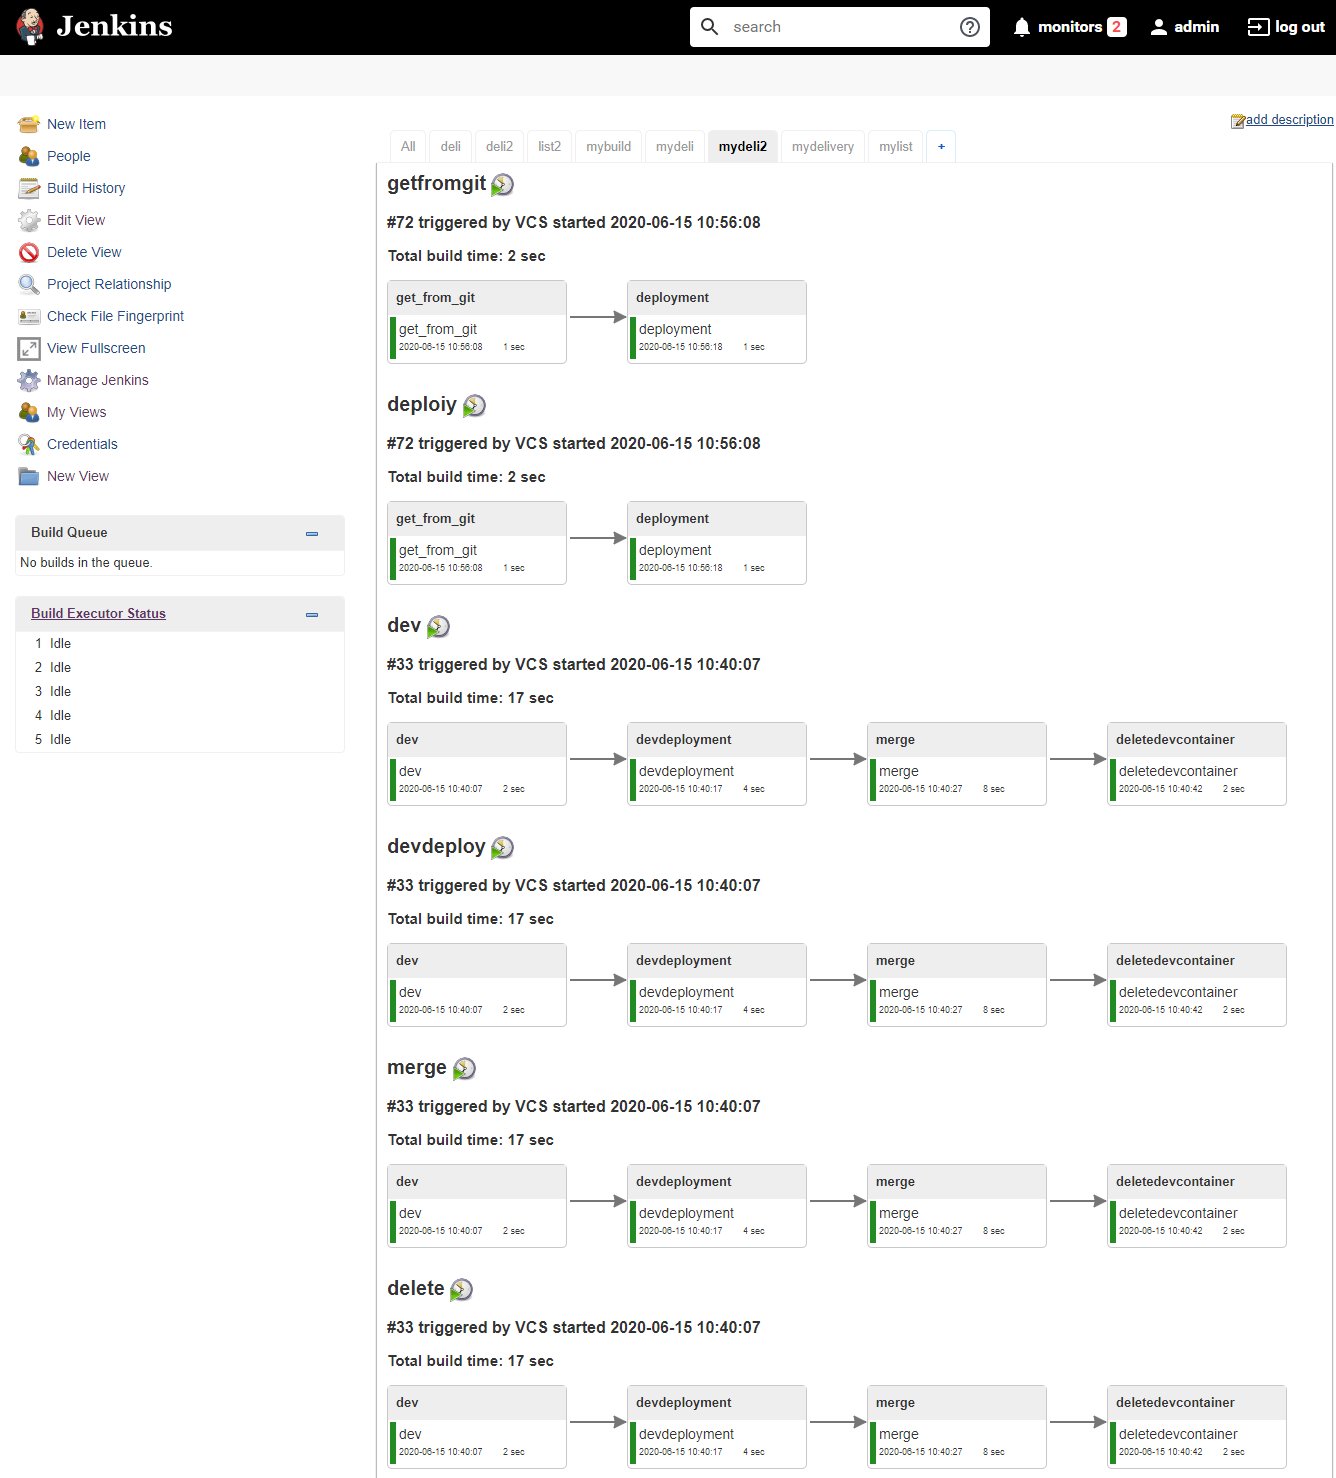 Jenkins
search
monitors 2
admin
log out
New Item
People
Build History
Edit View
Delete View
Project Relationship
Check File Fingerprint
View Fullscreen
Manage Jenkins
My Views
Credentials
New View
Build Queue
No builds in the queue.
Build Executor Status
1 Idle
2 Idle
3 Idle
4 Idle
5 Idle
add description
All deli deli2 list2 mybuild mydeli mydeli2 mydelivery mylist +
getfromgit
#72 triggered by VCS started 2020-06-15 10:56:08
Total build time: 2 sec
get_from_git deployment
get_from_git deployment
2020-06-15 10:56:08 1 sec 2020-06-15 10:56:18 1 sec
deploiy
#72 triggered by VCS started 2020-06-15 10:56:08
Total build time: 2 sec
get_from_git deployment
get_from_git deployment
2020-06-15 10:56:08 1 sec 2020-06-15 10:56:18 1 sec
dev
#33 triggered by VCS started 2020-06-15 10:40:07
Total build time: 17 sec
dev devdeployment merge deletedevcontainer
dev devdeployment merge deletedevcontainer
2020-06-15 10:40:07 2 sec 2020-06-15 10:40:17 4 sec 2020-06-15 10:40:27 8 sec 2020-06-15 10:40:42 2 sec
devdeploy
#33 triggered by VCS started 2020-06-15 10:40:07
Total build time: 17 sec
dev devdeployment merge deletedevcontainer
dev devdeployment merge deletedevcontainer
2020-06-15 10:40:07 2 sec 2020-06-15 10:40:17 4 sec 2020-06-15 10:40:27 8 sec 2020-06-15 10:40:42 2 sec
merge
#33 triggered by VCS started 2020-06-15 10:40:07
Total build time: 17 sec
dev devdeployment merge deletedevcontainer
dev devdeployment merge deletedevcontainer
2020-06-15 10:40:07 2 sec 2020-06-15 10:40:17 4 sec 2020-06-15 10:40:27 8 sec 2020-06-15 10:40:42 2 sec
delete
#33 triggered by VCS started 2020-06-15 10:40:07
Total build time: 17 sec
dev devdeployment merge deletedevcontainer
dev devdeployment merge deletedevcontainer
2020-06-15 10:40:07 2 sec 2020-06-15 10:40:17 4 sec 2020-06-15 10:40:27 8 sec 2020-06-15 10:40:42 2 sec